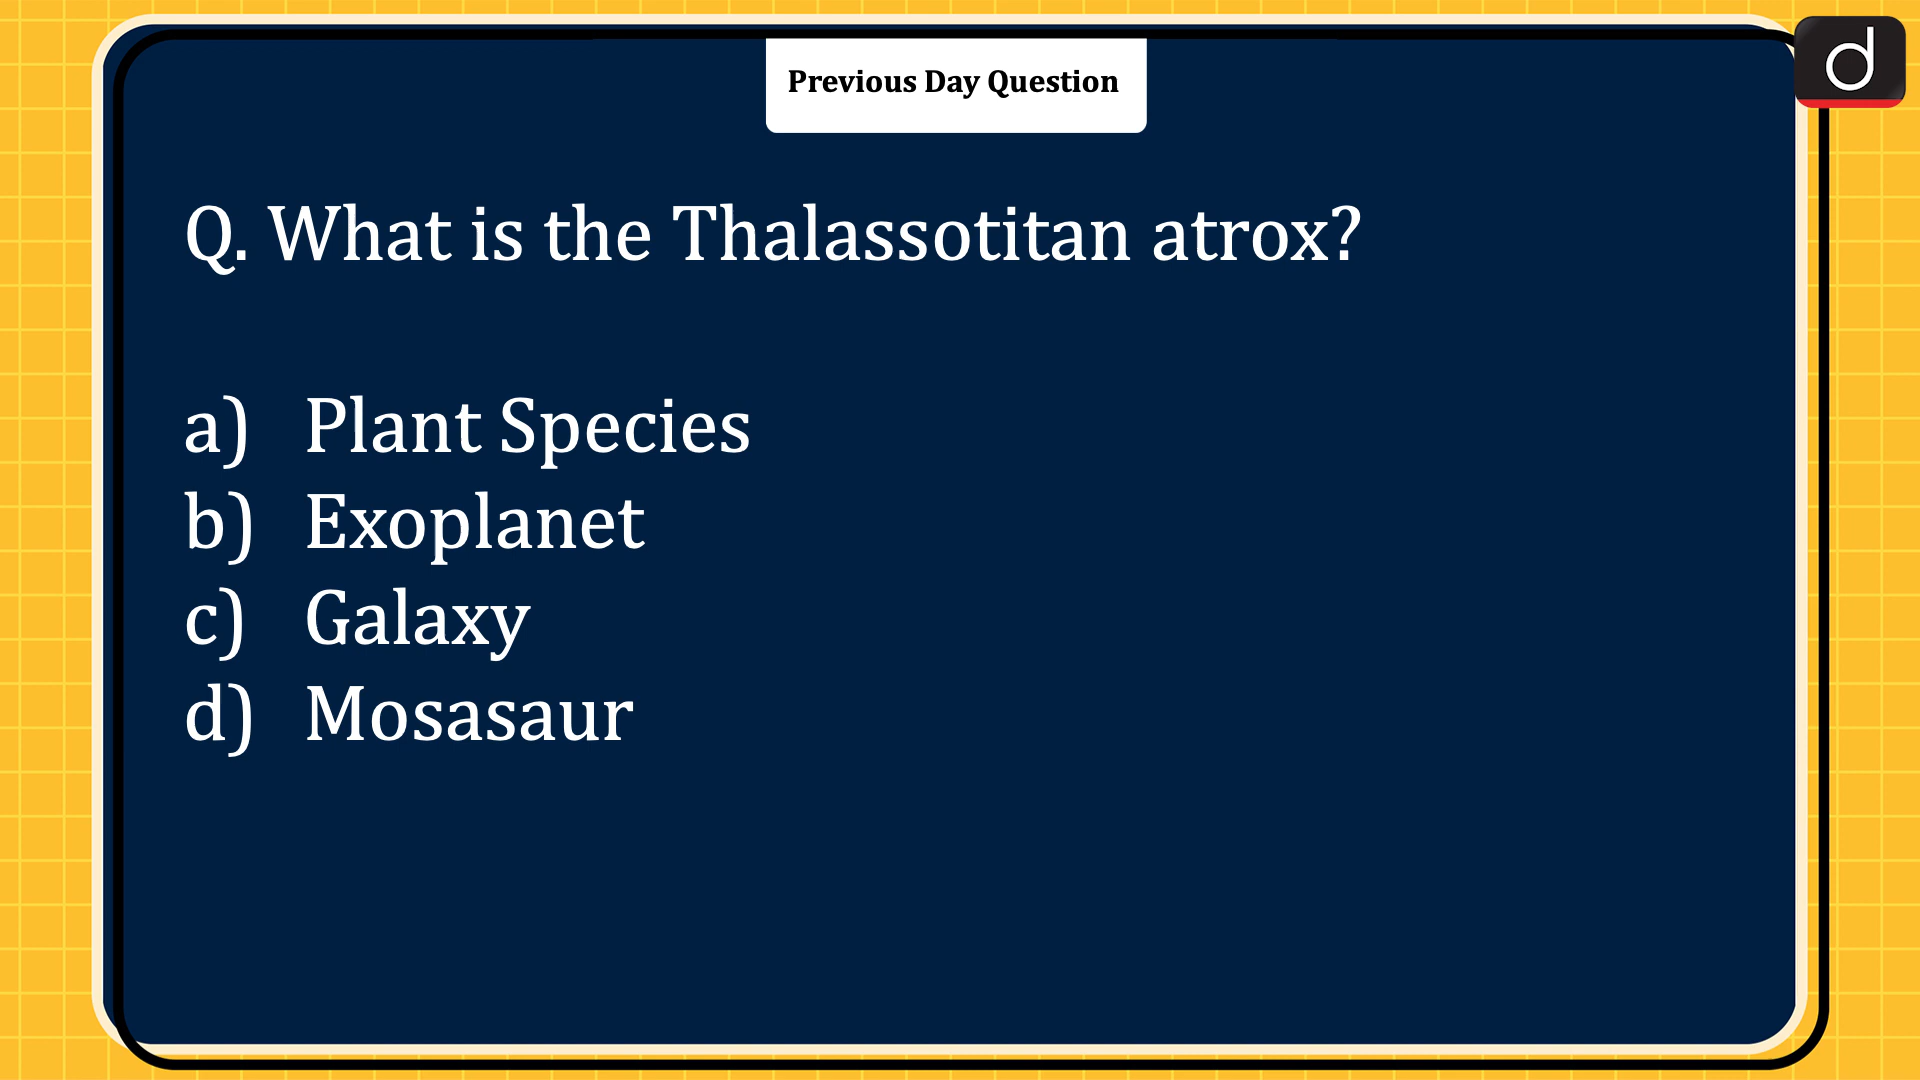 Previous Day Question
d
Q. What is the Thalassotitan atrox?
a) Plant Species
b) Exoplanet
c) Galaxy
d) Mosasaur